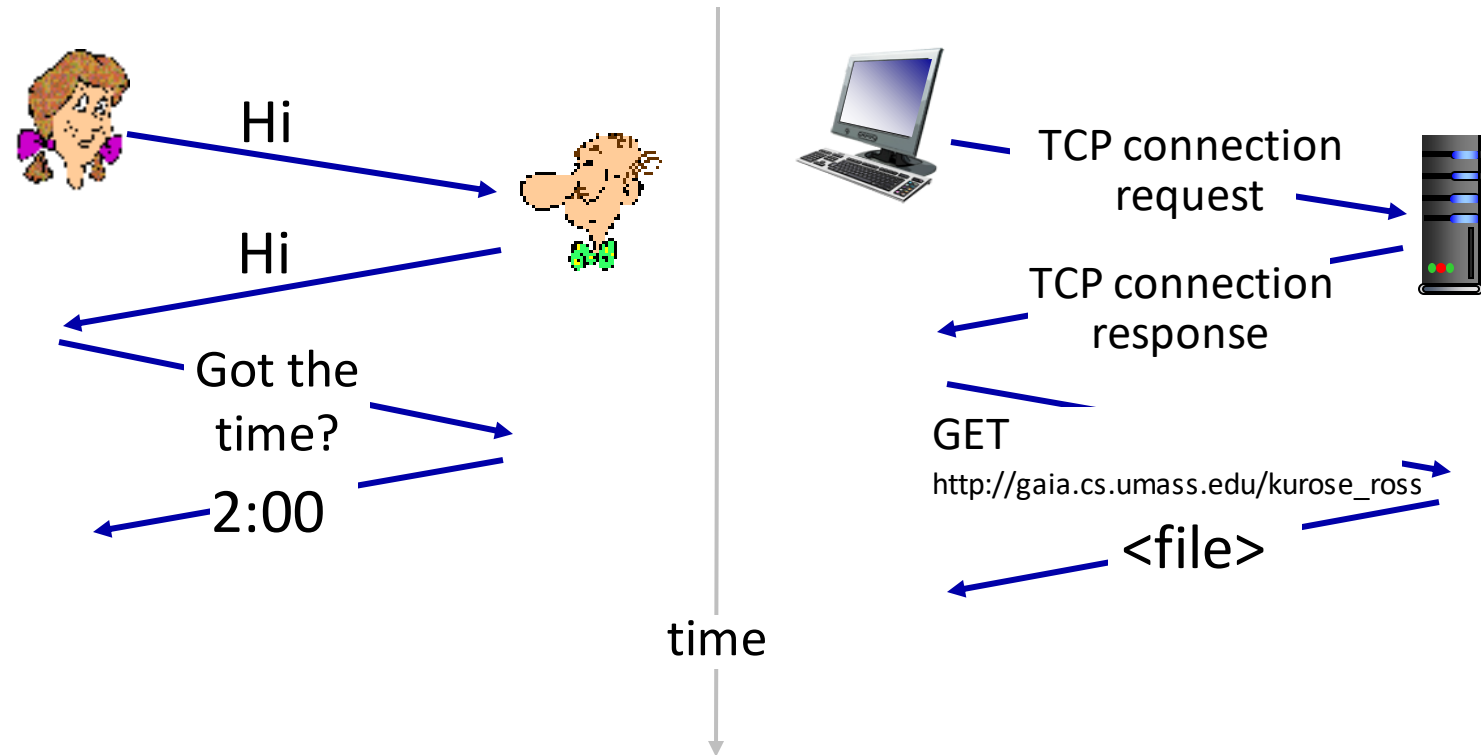 Hi
Hi
Got the
time?
2:00
TCP connection
request
TCP connection
response
GET
http://gaia.cs.umass.edu/kurose_ross
<file>
time